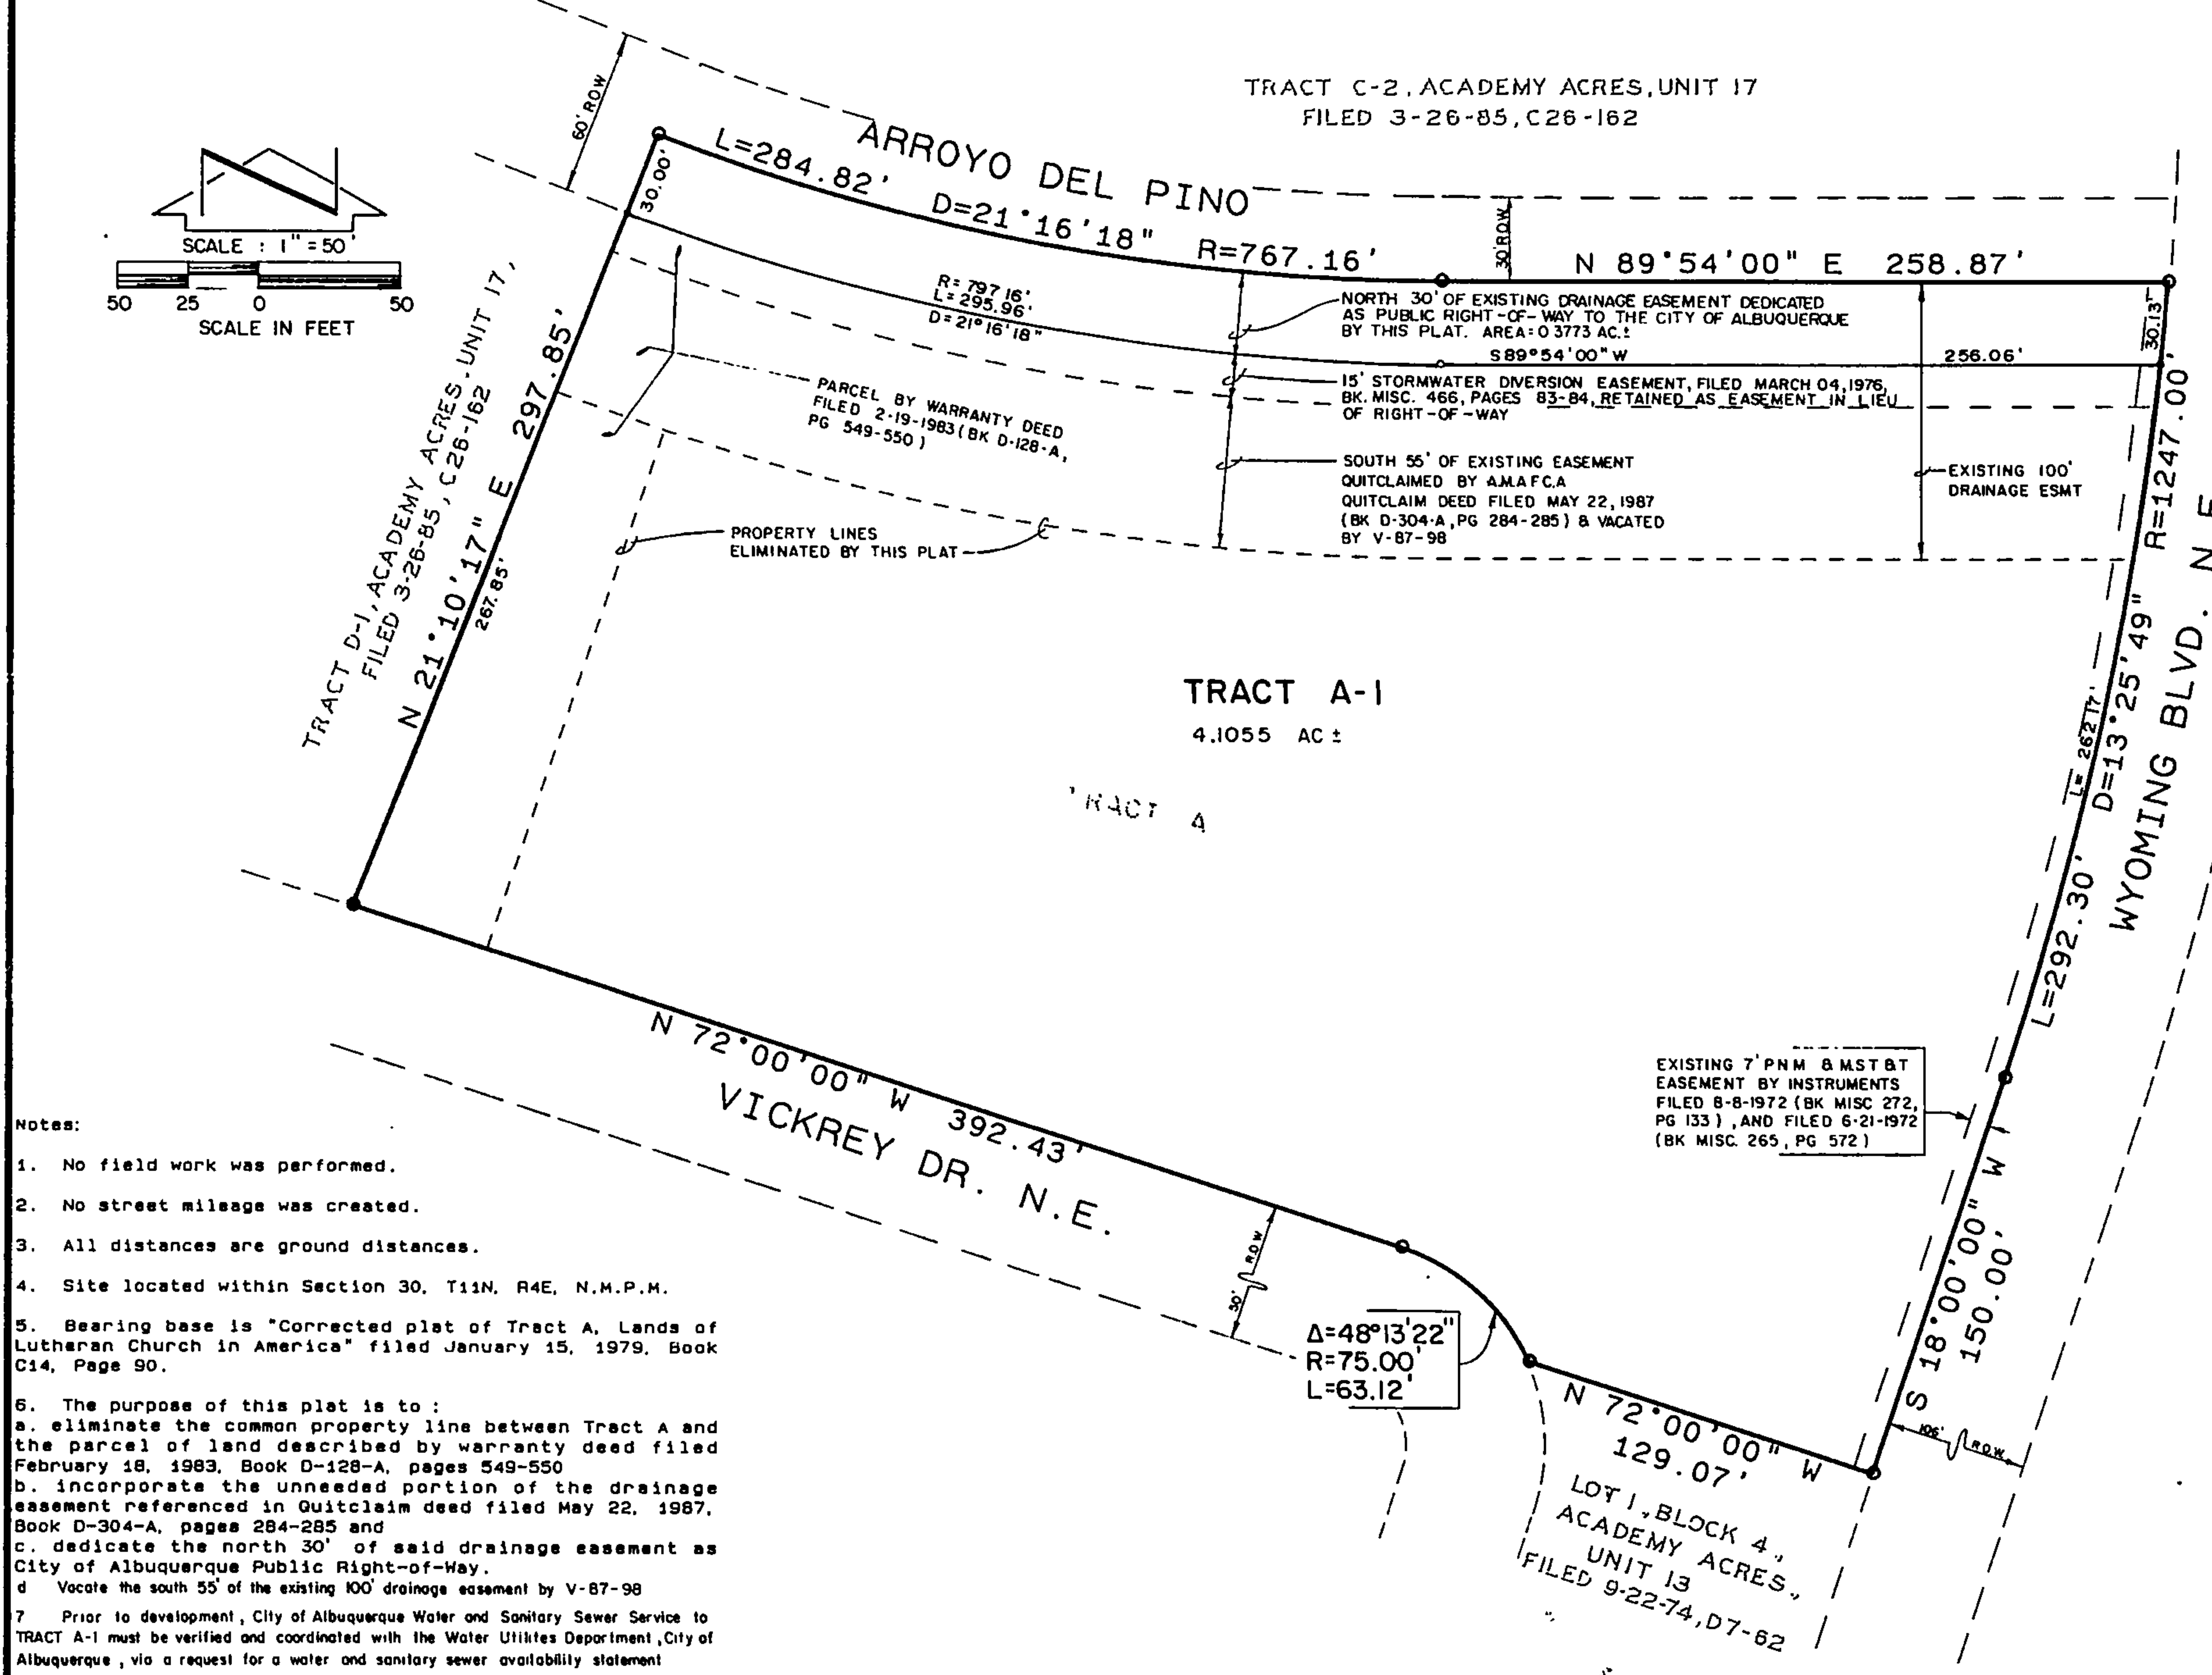 TRACT C-2, ACADEMY ACRES, UNIT 17
FILED 3-26-85, C26-162
60' ROW
ARROYO DEL PINO
L=284.82' D=21°16'18" R=767.16'
30' ROW
N 89°54'00" E 258.87'
30.00'
30.13'
SCALE : 1" = 50'
50 25 0 50
SCALE IN FEET
R= 797 16'
L= 295.96'
D= 21°16'18"
NORTH 30' OF EXISTING DRAINAGE EASEMENT DEDICATED
AS PUBLIC RIGHT-OF-WAY TO THE CITY OF ALBUQUERQUE
BY THIS PLAT. AREA=0 3773 AC.±
S89°54'00"W 256.06'
15' STORMWATER DIVERSION EASEMENT, FILED MARCH 04,1976,
BK. MISC. 466, PAGES 83-84, RETAINED AS EASEMENT IN LIEU
OF RIGHT-OF-WAY
PARCEL BY WARRANTY DEED
FILED 2-19-1983 (BK D-128-A,
PG 549-550)
SOUTH 55' OF EXISTING EASEMENT
QUITCLAIMED BY A.M.A.F.C.A
QUITCLAIM DEED FILED MAY 22, 1987
(BK D-304-A, PG 284-285) & VACATED
BY V-87-98
EXISTING 100'
DRAINAGE ESMT
PROPERTY LINES
ELIMINATED BY THIS PLAT
TRACT D-1, ACADEMY ACRES, UNIT 17,
FILED 3-26-85, C26-162
N 21°10'17" E 297.85'
267.85'
TRACT A-1
4.1055 AC ±
TRACT A
L=292.30' D=13°25'49" R=1247.00'
L= 262 17'
WYOMING BLVD. N.E.
N 72°00'00" W 392.43'
VICKREY DR. N.E.
50' R.O.W
EXISTING 7' PNM & M.S.T.&T
EASEMENT BY INSTRUMENTS
FILED 8-8-1972 (BK MISC 272,
PG 133), AND FILED 6-21-1972
(BK MISC. 265, PG 572)
Δ=48°13'22"
R=75.00'
L=63.12'
S 18°00'00" W
150.00'
106' R.O.W.
N 72°00'00" W
129.07'
LOT 1, BLOCK 4,
ACADEMY ACRES,
UNIT 13
FILED 9-22-74, D7-62
Notes:
1. No field work was performed.
2. No street mileage was created.
3. All distances are ground distances.
4. Site located within Section 30, T11N, R4E, N.M.P.M.
5. Bearing base is "Corrected plat of Tract A, Lands of
Lutheran Church in America" filed January 15, 1979, Book
C14, Page 90.
6. The purpose of this plat is to :
a. eliminate the common property line between Tract A and
the parcel of land described by warranty deed filed
February 18, 1983, Book D-128-A, pages 549-550
b. incorporate the unneeded portion of the drainage
easement referenced in Quitclaim deed filed May 22, 1987,
Book D-304-A, pages 284-285 and
c. dedicate the north 30' of said drainage easement as
City of Albuquerque Public Right-of-Way.
d Vacate the south 55' of the existing 100' drainage easement by V-87-98
7 Prior to development, City of Albuquerque Water and Sanitary Sewer Service to
TRACT A-1 must be verified and coordinated with the Water Utilites Department, City of
Albuquerque, via a request for a water and sanitary sewer availability statement